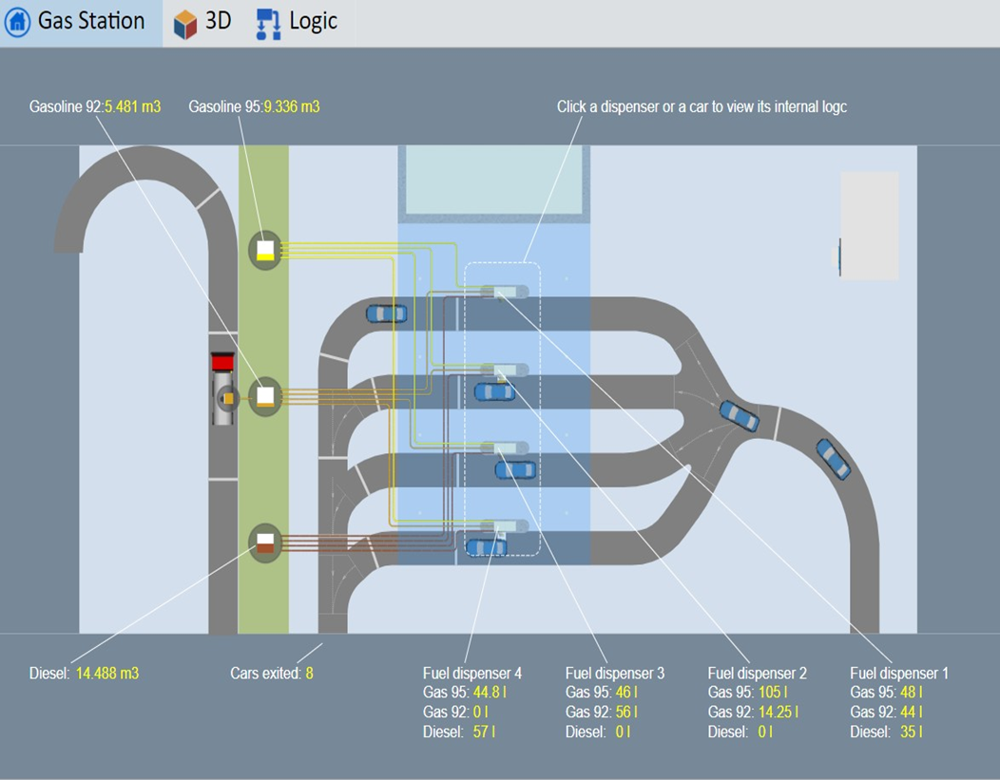 Gas Station
3D
Logic
Gasoline 92:5.481 m3
Gasoline 95:9.336 m3
Click a dispenser or a car to view its internal logc
Diesel: 14.488 m3
Cars exited: 8
Fuel dispenser 4
Gas 95: 44.8 l
Gas 92: 0 l
Diesel: 57 l
Fuel dispenser 3
Gas 95: 46 l
Gas 92: 56 l
Diesel: 0 l
Fuel dispenser 2
Gas 95: 105 l
Gas 92: 14.25 l
Diesel: 0 l
Fuel dispenser 1
Gas 95: 48 l
Gas 92: 44 l
Diesel: 35 l